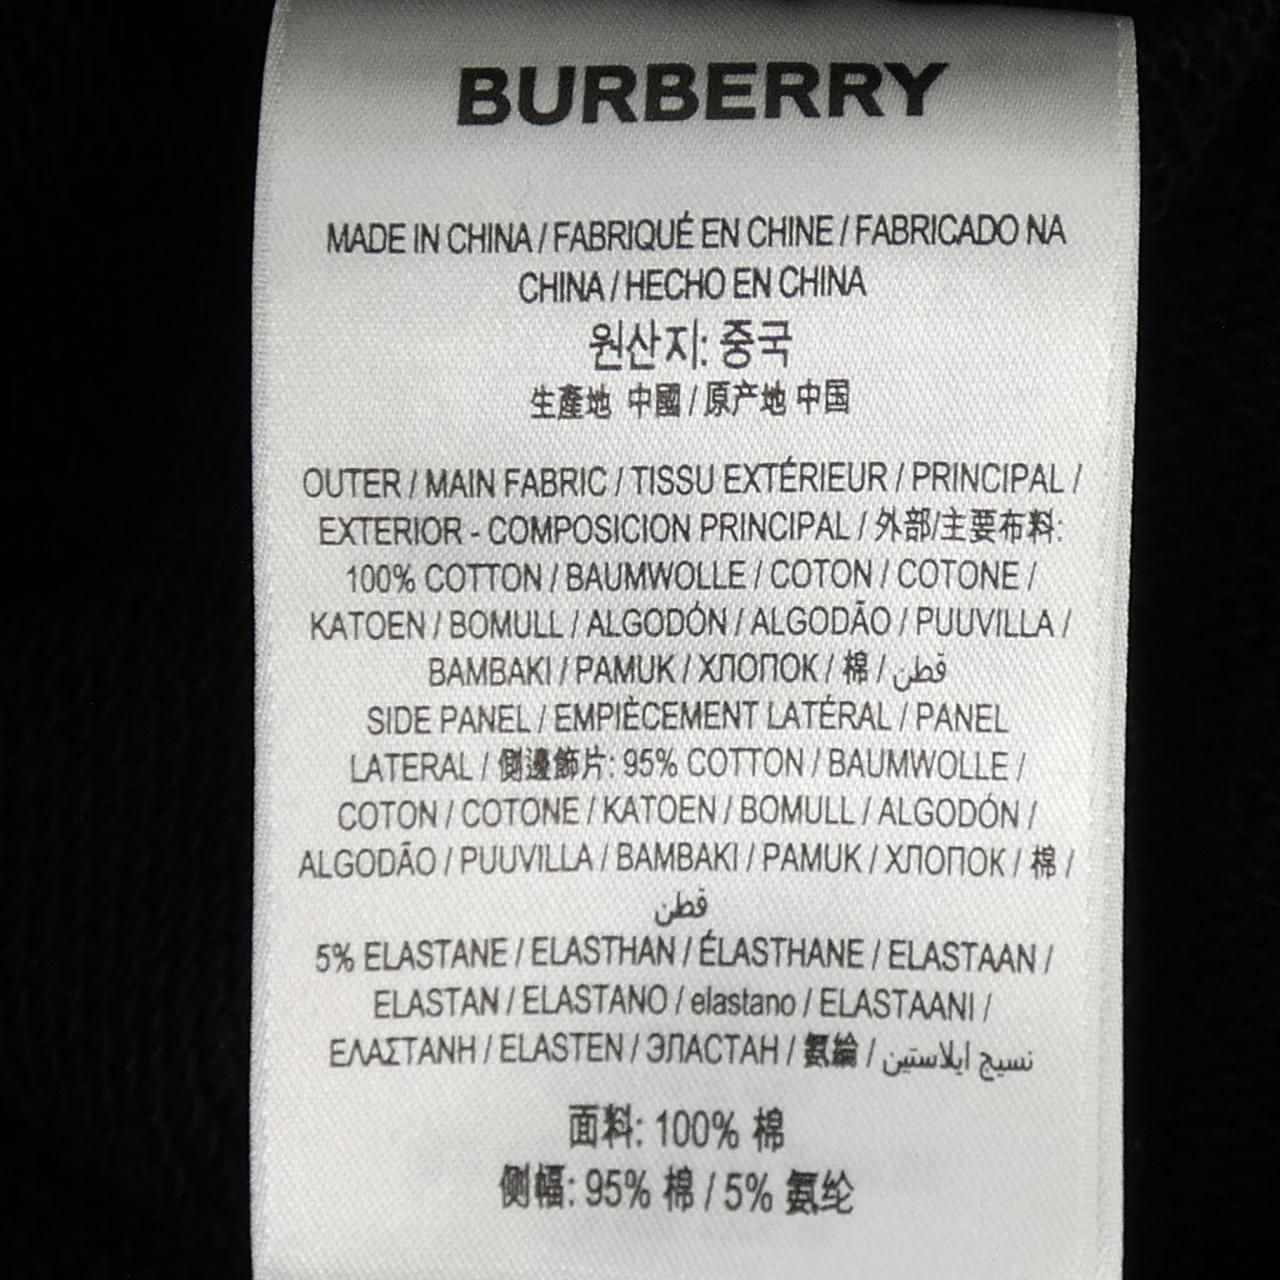 BURBERRY
MADE IN CHINA / FABRIQUÉ EN CHINE / FABRICADO NA
CHINA / HECHO EN CHINA
원산지: 중국
生產地 中國 / 原产地 中国
OUTER / MAIN FABRIC / TISSU EXTÉRIEUR / PRINCIPAL /
EXTERIOR - COMPOSICION PRINCIPAL / 外部/主要布料:
100% COTTON / BAUMWOLLE / COTON / COTONE /
KATOEN / BOMULL / ALGODÓN / ALGODÃO / PUUVILLA /
BAMBAKI / PAMUK / ХЛОПОК / 棉 / قطن
SIDE PANEL / EMPIÈCEMENT LATÉRAL / PANEL
LATERAL / 側邊飾片: 95% COTTON / BAUMWOLLE /
COTON / COTONE / KATOEN / BOMULL / ALGODÓN /
ALGODÃO / PUUVILLA / BAMBAKI / PAMUK / ХЛОПОК / 棉 /
قطن
5% ELASTANE / ELASTHAN / ÉLASTHANE / ELASTAAN /
ELASTAN / ELASTANO / elastano / ELASTAANI /
ΕΛΑΣΤΑΝΗ / ELASTEN / ЭЛАСТАН / 氨綸 / نسيج ايلاستين
面料: 100% 棉
侧幅: 95% 棉 / 5% 氨纶